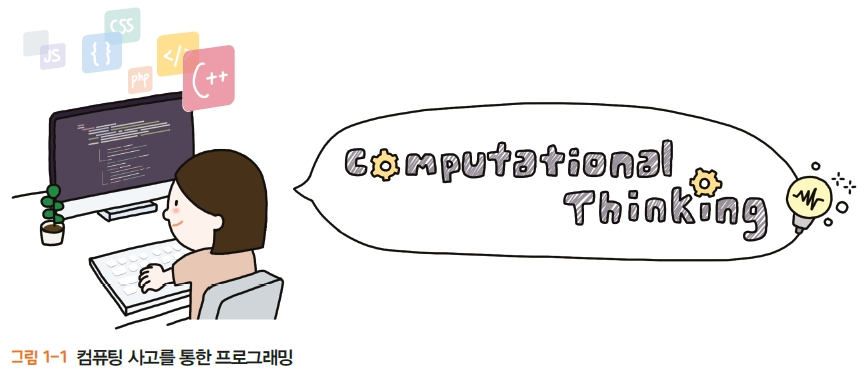 CSS
JS
{ }
</>
php
C++
Computational
Thinking
그림 1-1 컴퓨팅 사고를 통한 프로그래밍